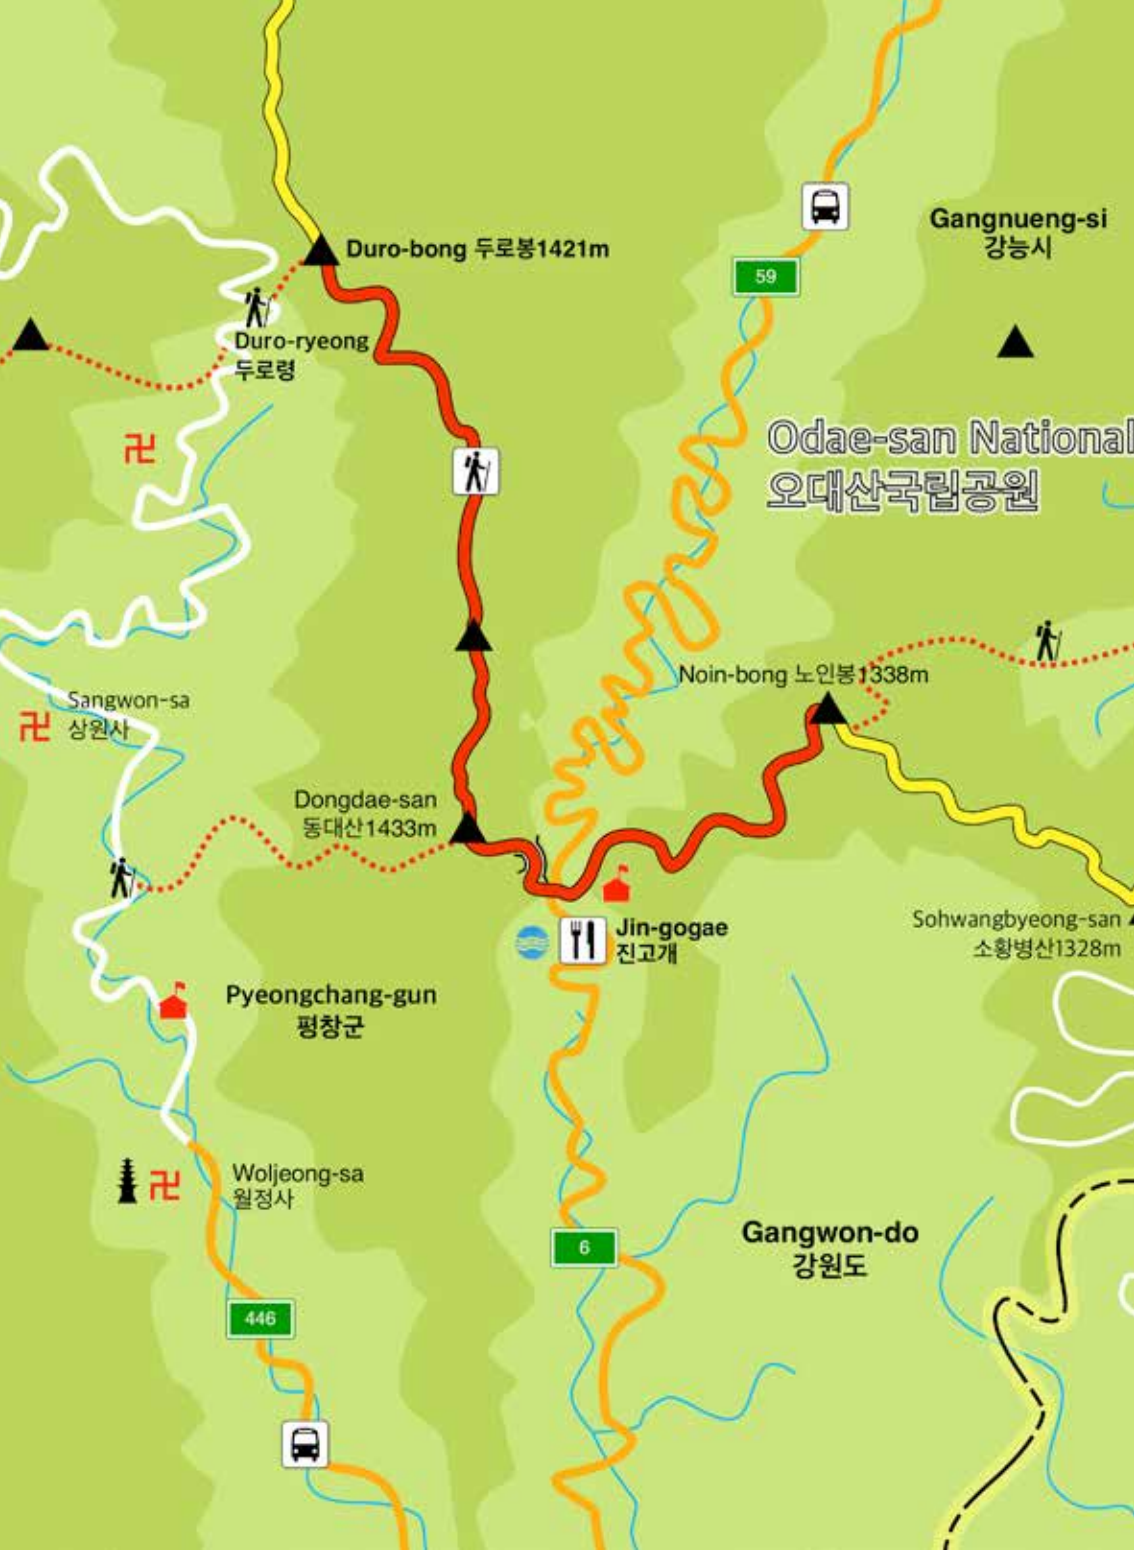 Gangnueng-si
강능시
Duro-bong 두로봉1421m
59
Duro-ryeong
두로령
Odae-san National
오대산국립공원
Noin-bong 노인봉1338m
Sangwon-sa
상원사
Dongdae-san
동대산1433m
Sohwangbyeong-san
소황병산1328m
Jin-gogae
진고개
Pyeongchang-gun
평창군
Woljeong-sa
월정사
6
Gangwon-do
강원도
446